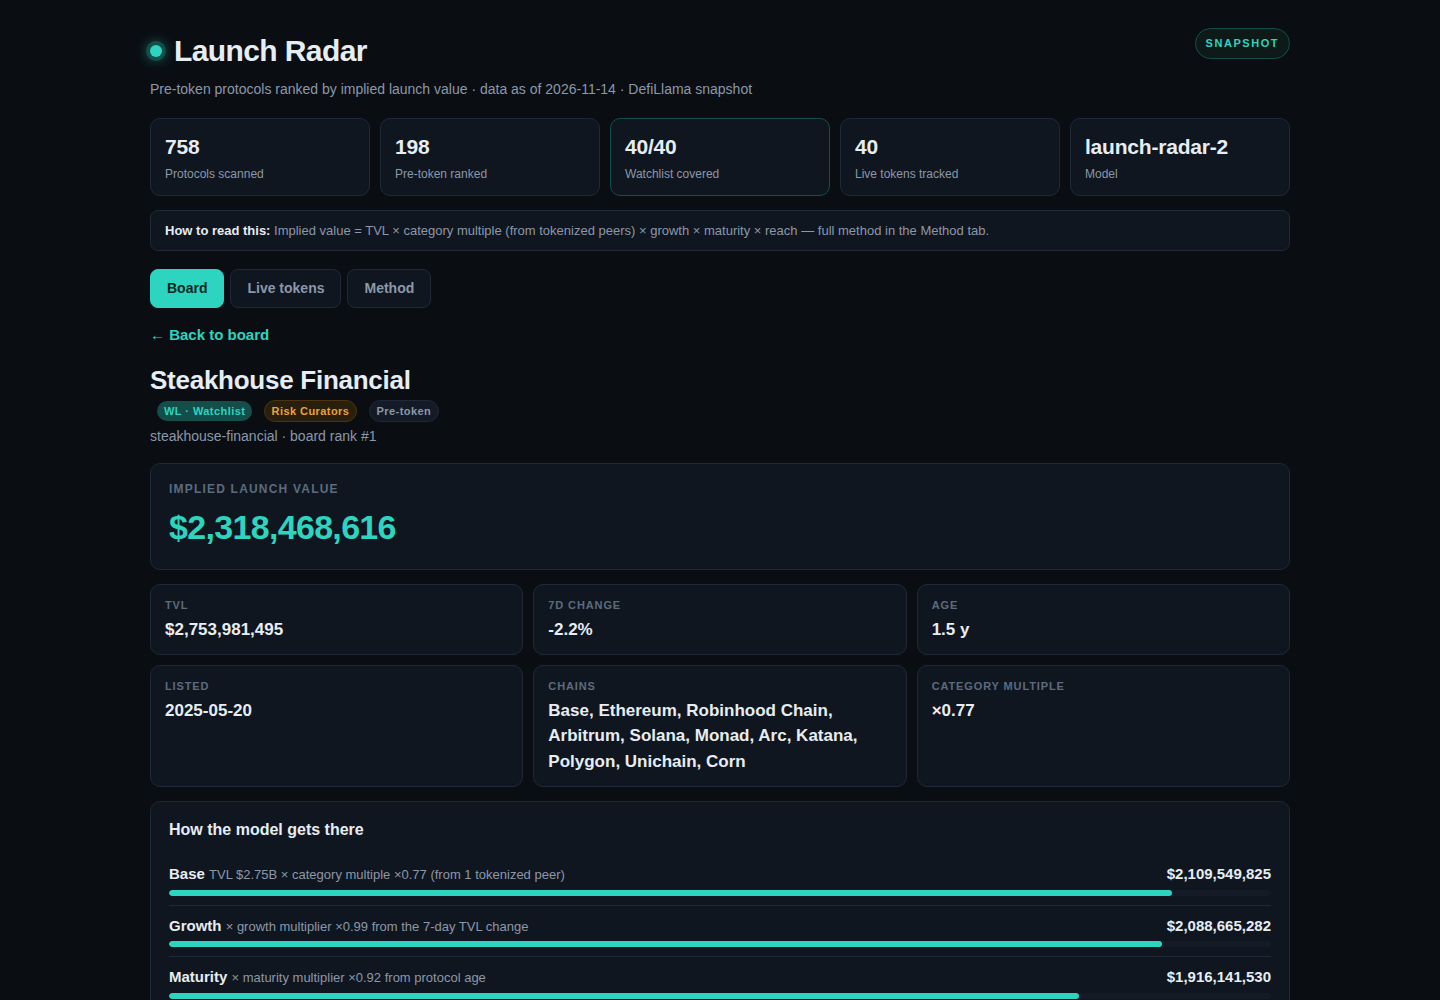 Launch Radar
SNAPSHOT
Pre-token protocols ranked by implied launch value · data as of 2026-11-14 · DefiLlama snapshot
758
Protocols scanned
198
Pre-token ranked
40/40
Watchlist covered
40
Live tokens tracked
launch-radar-2
Model
How to read this: Implied value = TVL × category multiple (from tokenized peers) × growth × maturity × reach — full method in the Method tab.
Board
Live tokens
Method
← Back to board
Steakhouse Financial
WL · Watchlist
Risk Curators
Pre-token
steakhouse-financial · board rank #1
IMPLIED LAUNCH VALUE
$2,318,468,616
TVL
$2,753,981,495
7D CHANGE
-2.2%
AGE
1.5 y
LISTED
2025-05-20
CHAINS
Base, Ethereum, Robinhood Chain,
Arbitrum, Solana, Monad, Arc, Katana,
Polygon, Unichain, Corn
CATEGORY MULTIPLE
×0.77
How the model gets there
Base TVL $2.75B × category multiple ×0.77 (from 1 tokenized peer) $2,109,549,825
Growth × growth multiplier ×0.99 from the 7-day TVL change $2,088,665,282
Maturity × maturity multiplier ×0.92 from protocol age $1,916,141,530